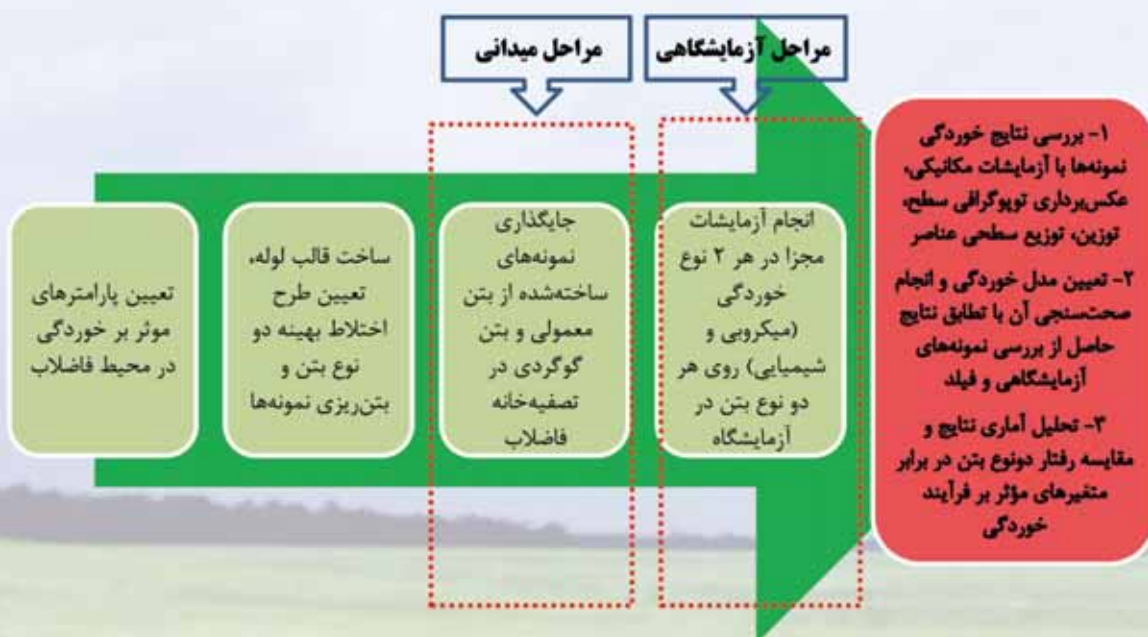 مراحل میدانی
مراحل آزمایشگاهی
تعیین پارامترهای
موثر بر خوردگی
در محیط فاضلاب
ساخت قالب لوله،
تعیین طرح
اختلاط بهینه دو
نوع بتن و
بتن‌ریزی نمونه‌ها
جایگذاری
نمونه‌های
ساخته‌شده از بتن
معمولی و بتن
گوگردی در
تصفیه‌خانه
فاضلاب
انجام آزمایشات
مجزا در هر ۲ نوع
خوردگی
(میکروبی و
شیمیایی) روی هر
دو نوع بتن در
آزمایشگاه
۱- بررسی نتایج خوردگی
نمونه‌ها با آزمایشات مکانیکی،
عکس‌برداری توپوگرافی سطح،
توزین، توزیع سطحی عناصر
۲- تعیین مدل خوردگی و انجام
صحت‌سنجی آن با تطابق نتایج
حاصل از بررسی نمونه‌های
آزمایشگاهی و فیلد
۳- تحلیل آماری نتایج و
مقایسه رفتار دونوع بتن در برابر
متغیرهای مؤثر بر فرآیند
خوردگی